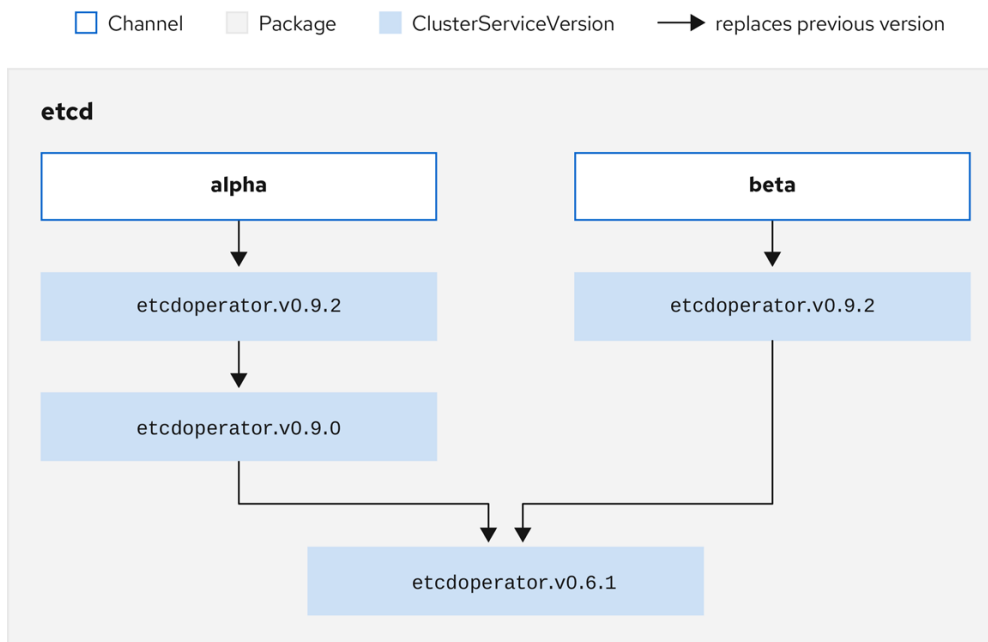 Channel Package ClusterServiceVersion replaces previous version
etcd
alpha beta
etcdoperator.v0.9.2 etcdoperator.v0.9.2
etcdoperator.v0.9.0
etcdoperator.v0.6.1